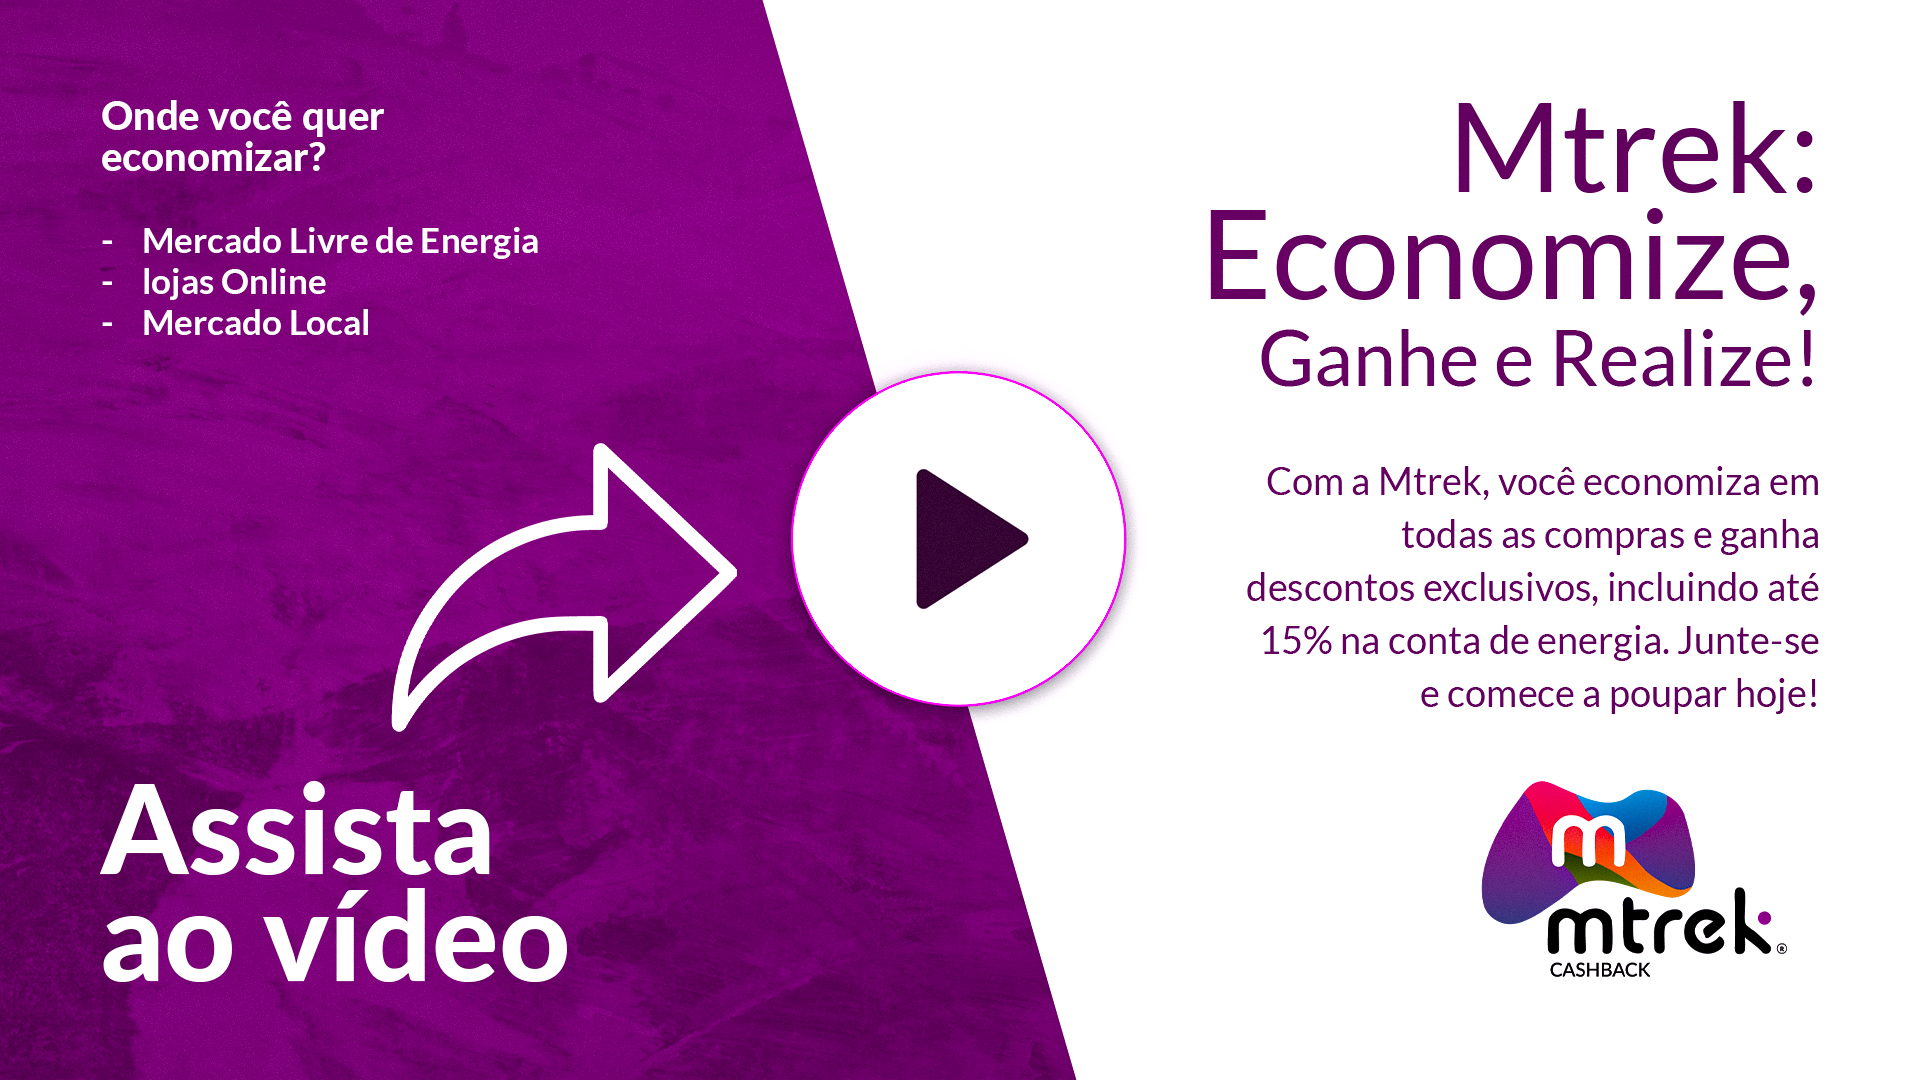 Onde você quer
economizar?
- Mercado Livre de Energia
- lojas Online
- Mercado Local
Assista
ao vídeo
Mtrek:
Economize,
Ganhe e Realize!
Com a Mtrek, você economiza em
todas as compras e ganha
descontos exclusivos, incluindo até
15% na conta de energia. Junte-se
e comece a poupar hoje!
m
mtrek®
CASHBACK